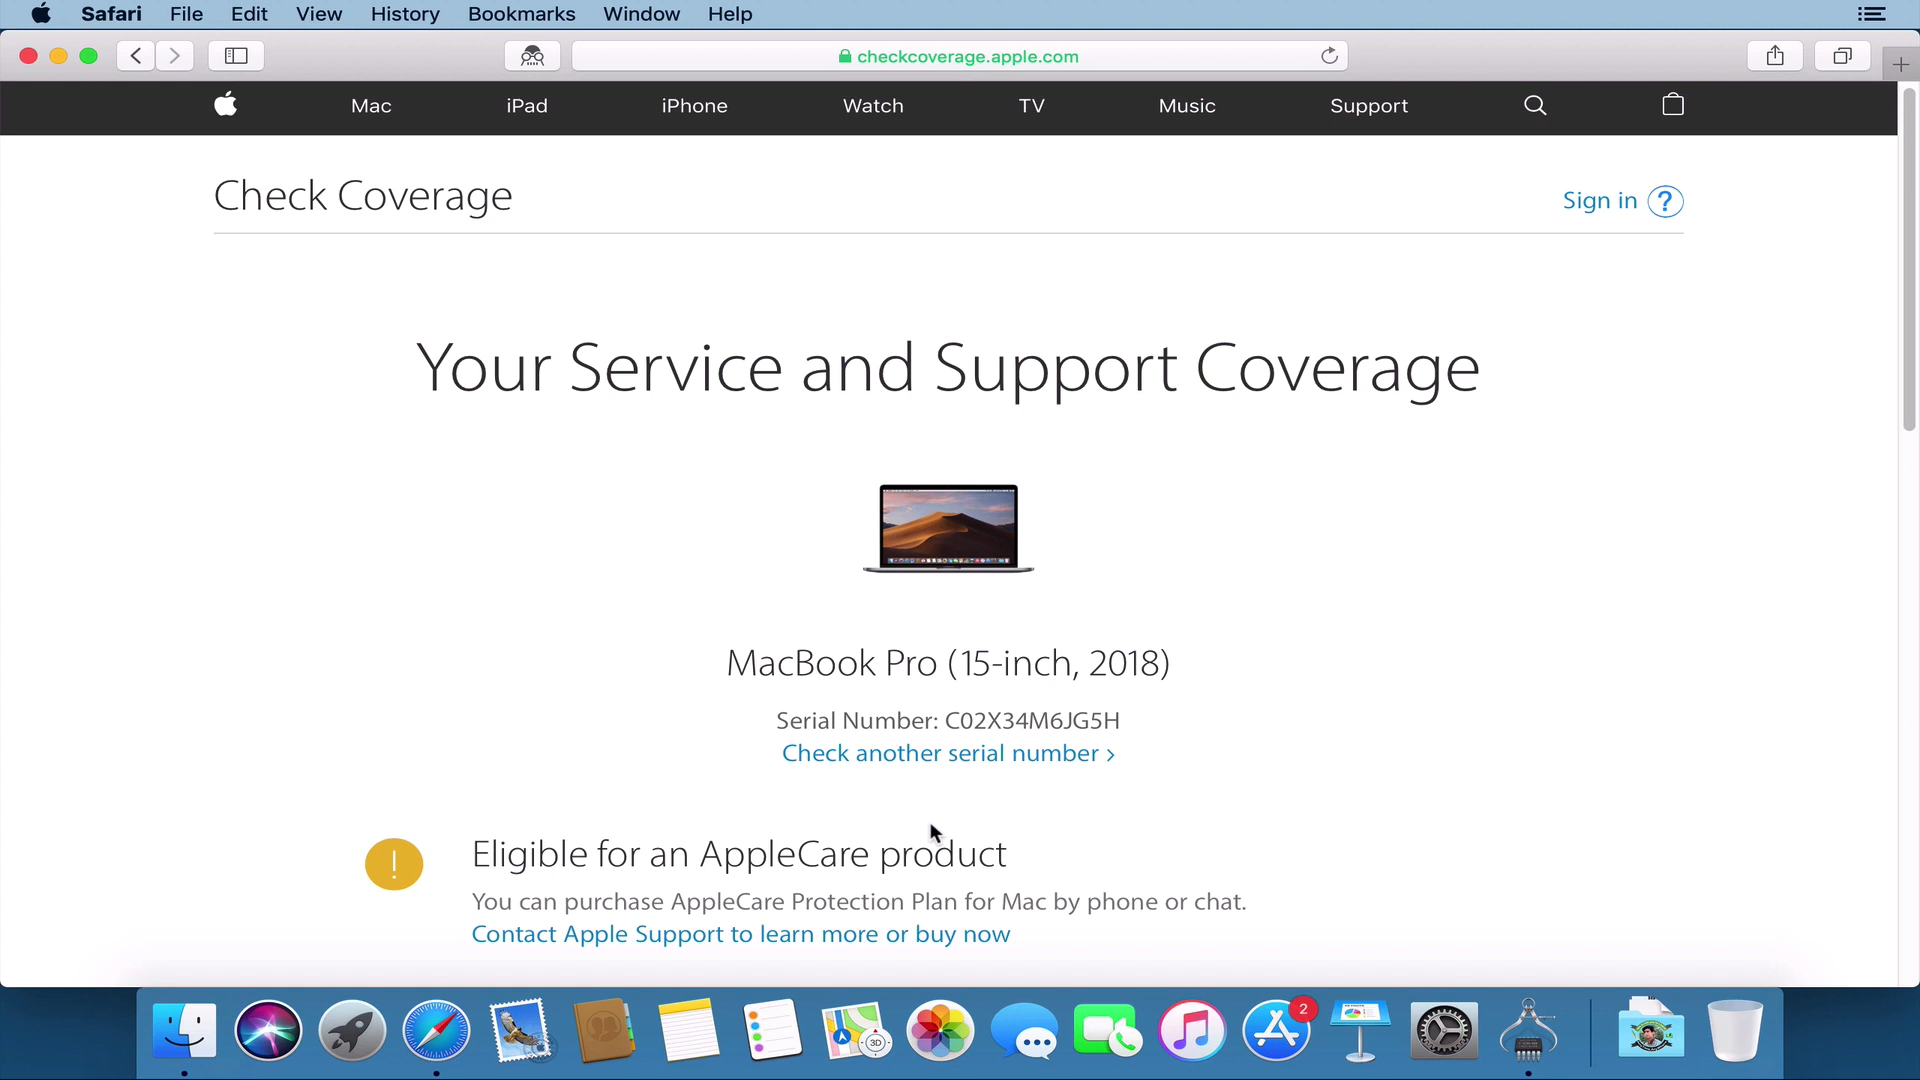 Safari File Edit View History Bookmarks Window Help
checkcoverage.apple.com
Mac iPad iPhone Watch TV Music Support
Check Coverage
Sign in ?
Your Service and Support Coverage
MacBook Pro (15-inch, 2018)
Serial Number: C02X34M6JG5H
Check another serial number ›
! Eligible for an AppleCare product
You can purchase AppleCare Protection Plan for Mac by phone or chat.
Contact Apple Support to learn more or buy now
3D
2